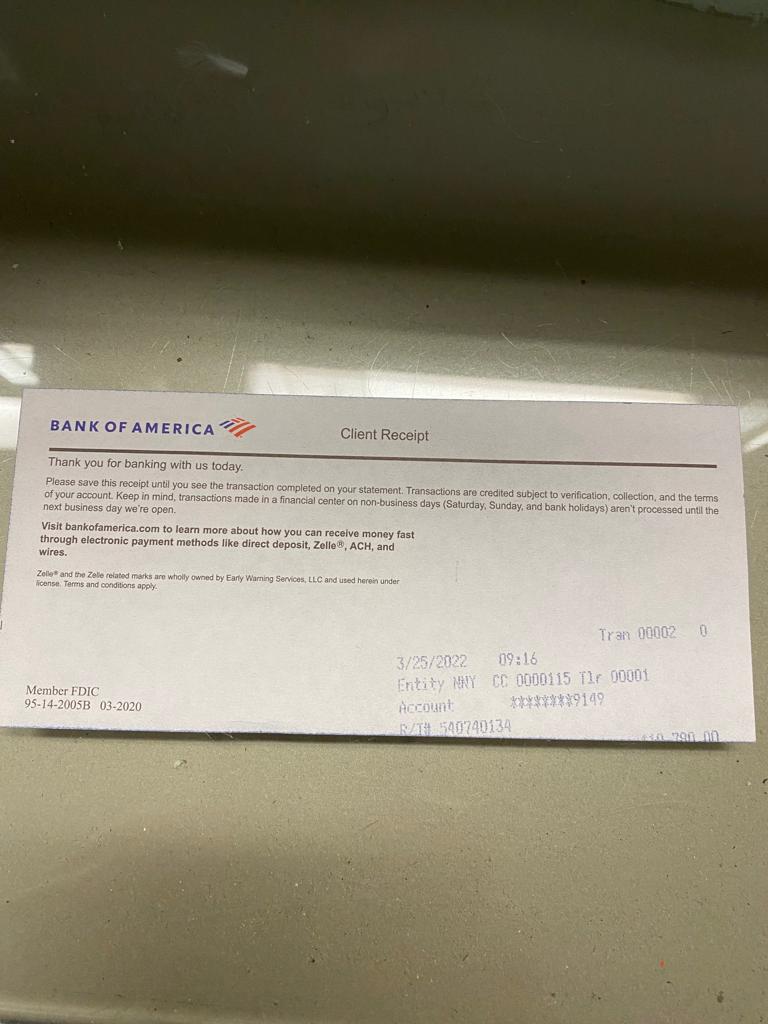 BANK OF AMERICA
Client Receipt
Thank you for banking with us today.
Please save this receipt until you see the transaction completed on your statement. Transactions are credited subject to verification, collection, and the terms
of your account. Keep in mind, transactions made in a financial center on non-business days (Saturday, Sunday, and bank holidays) aren't processed until the
next business day we're open.
Visit bankofamerica.com to learn more about how you can receive money fast
through electronic payment methods like direct deposit, Zelle®, ACH, and
wires.
Zelle® and the Zelle related marks are wholly owned by Early Warning Services, LLC and used herein under
license. Terms and conditions apply.
Tran 00002 0
3/25/2022 09:16
Entity NNY CC 0000115 Tlr 00001
Account ********9149
R/T# 540740134
Member FDIC
95-14-2005B 03-2020